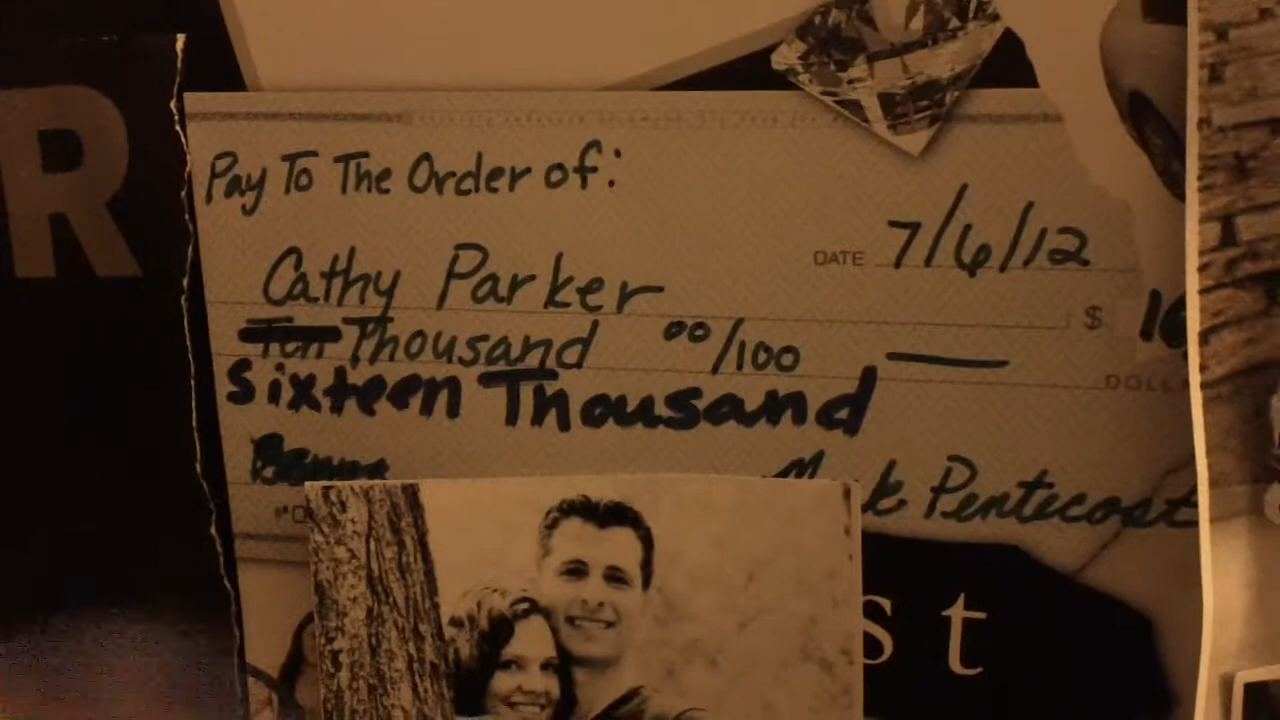 R
Pay To The Order of:
DATE 7/6/12
Cathy Parker
$ 16
Ten Thousand 00/100
DOLLA
Sixteen Thousand
Pentecost
st